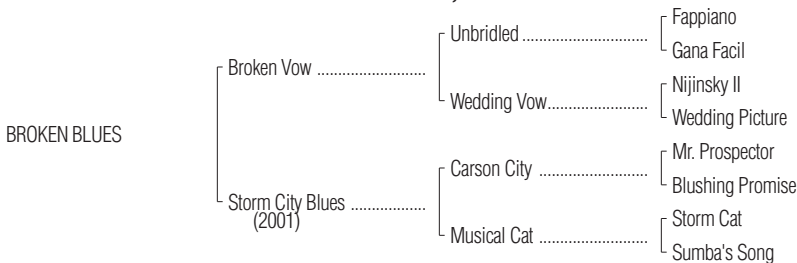 Fappiano
Unbridled ..............................
Gana Facil
Broken Vow ..........................
Nijinsky II
Wedding Vow........................
Wedding Picture
BROKEN BLUES
Mr. Prospector
Carson City ..........................
Blushing Promise
Storm City Blues ..................
(2001)
Storm Cat
Musical Cat ..........................
Sumba's Song